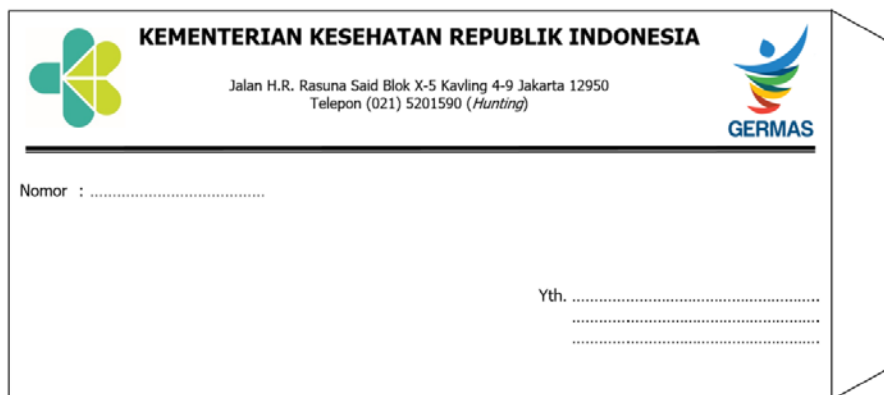 KEMENTERIAN KESEHATAN REPUBLIK INDONESIA
Jalan H.R. Rasuna Said Blok X-5 Kavling 4-9 Jakarta 12950
Telepon (021) 5201590 (Hunting)
GERMAS
Nomor : .......................................
Yth. .......................................................
.......................................................
.......................................................